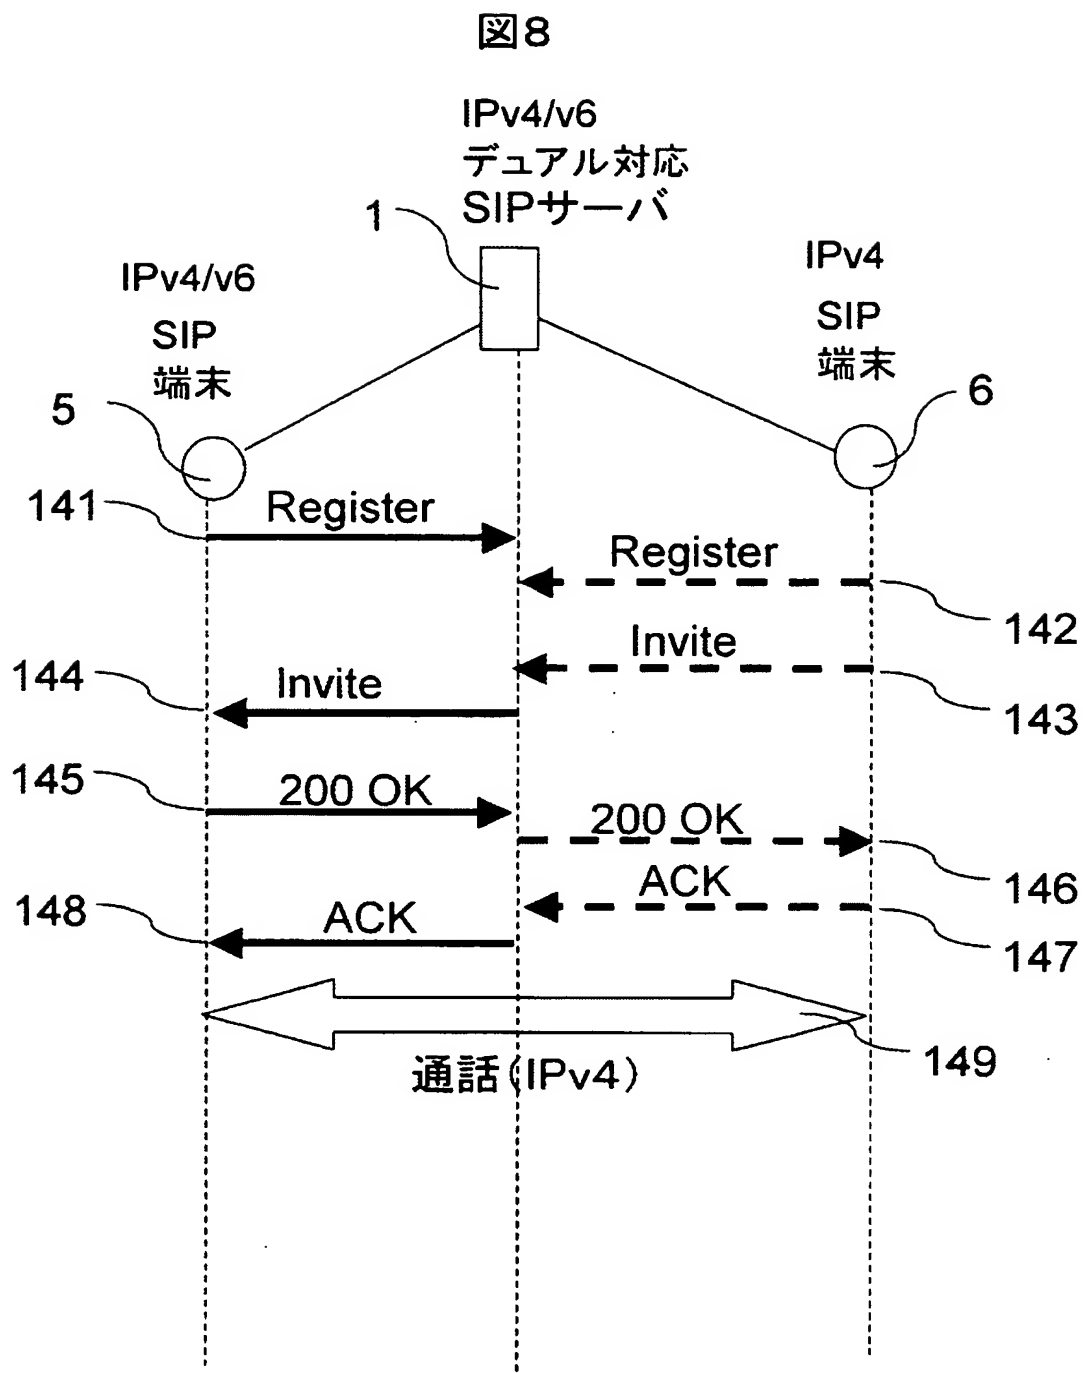 図8
IPv4/v6
デュアル対応
SIPサーバ
1
IPv4/v6
SIP
端末
5
IPv4
SIP
端末
6
141
Register
Register
142
Invite
143
144
Invite
145
200 OK
200 OK
146
ACK
147
148
ACK
149
通話(IPv4)